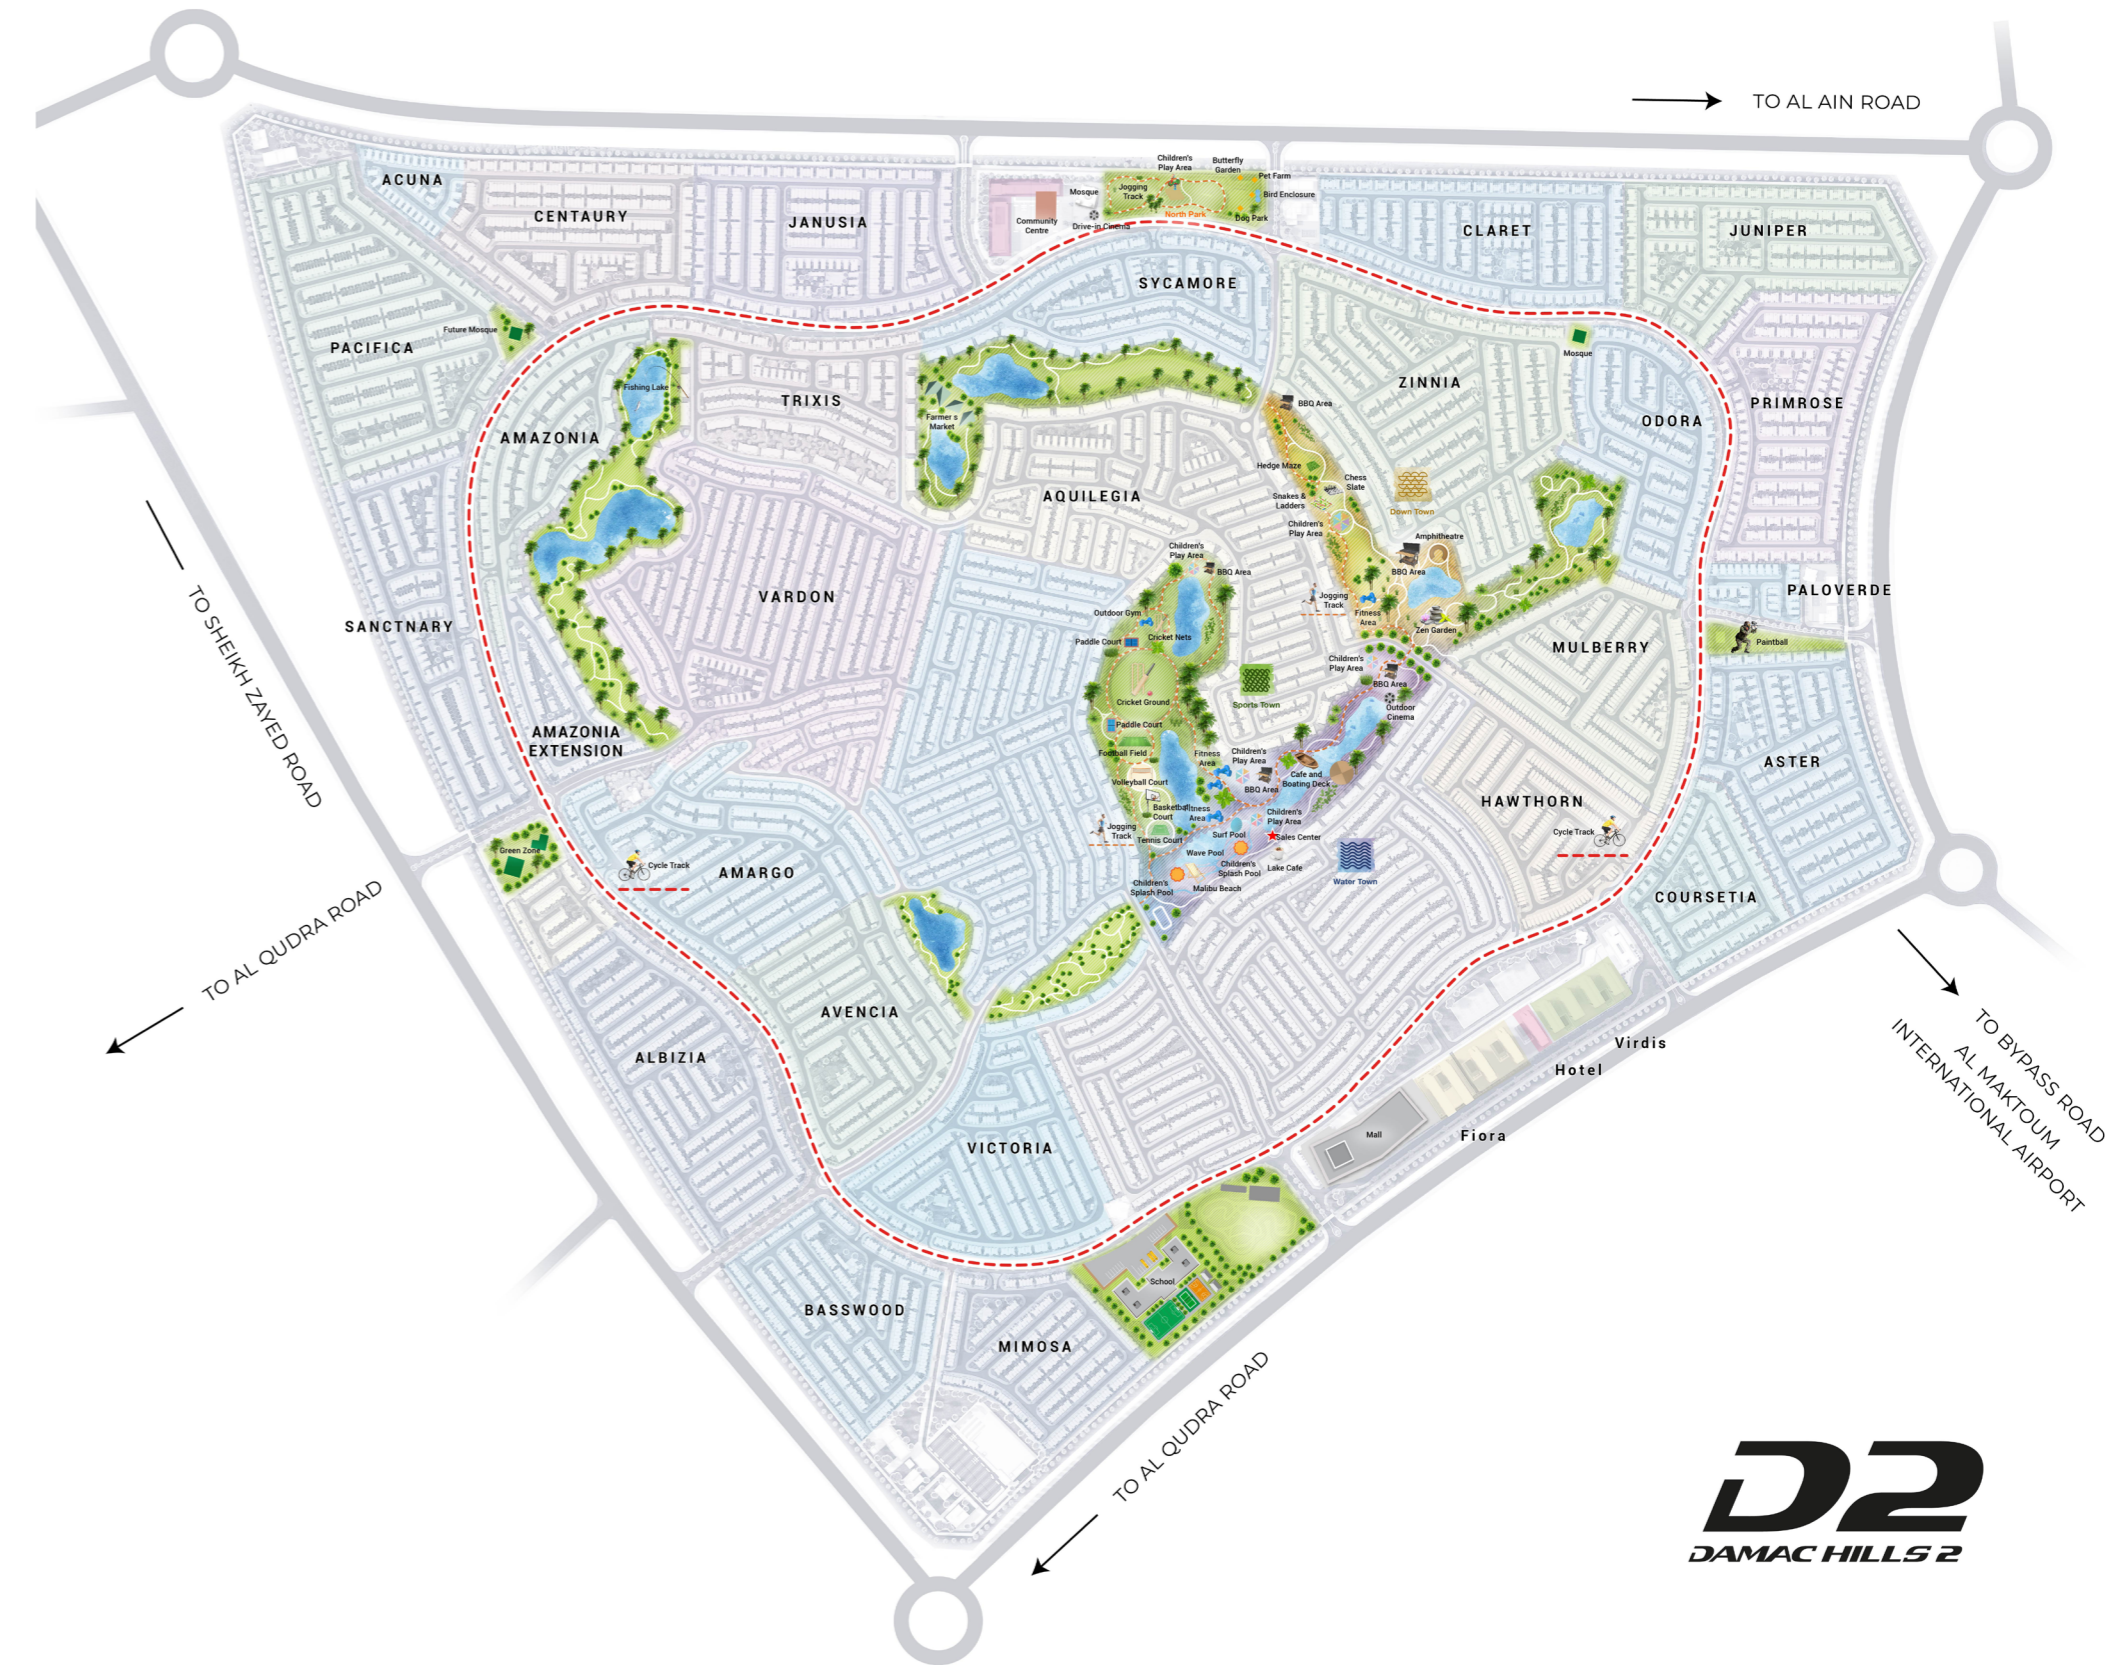 TO AL AIN ROAD
Children's
Play Area
Butterfly
Garden
Pet Farm
ACUNA
Mosque
Jogging
Track
Bird Enclosure
CENTAURY
JANUSIA
Community
Centre
Drive-in Cinema
North Park
Dog Park
CLARET
JUNIPER
SYCAMORE
Future Mosque
PACIFICA
Mosque
Fishing Lake
TRIXIS
ZINNIA
BBQ Area
PRIMROSE
Farmer s
Market
ODORA
AMAZONIA
Hedge Maze
Chess
Slate
AQUILEGIA
Snakes &
Ladders
Down Town
Children's
Play Area
Amphitheatre
Children's
Play Area
BBQ Area
BBQ Area
VARDON
PALOVERDE
Jogging
Track
Outdoor Gym
Fitness
Area
SANCTNARY
Paddle Court
Cricket Nets
Zen Garden
MULBERRY
Paintball
Children's
Play Area
BBQ Area
Cricket Ground
Sports Town
Outdoor
Cinema
Paddle Court
AMAZONIA
EXTENSION
Football Field
Fitness
Area
Children's
Play Area
ASTER
Volleyball Court
BBQ Area
Cafe and
Boating Deck
HAWTHORN
Basketball
Court
Fitness
Area
Children's
Play Area
Jogging
Track
Tennis Court
Surf Pool
Sales Center
Cycle Track
Green Zone
Wave Pool
Cycle Track
AMARGO
Children's
Splash Pool
Lake Cafe
Water Town
Children's
Splash Pool
Malibu Beach
COURSETIA
TO SHEIKH ZAYED ROAD
TO AL QUDRA ROAD
AVENCIA
ALBIZIA
Virdis
Hotel
TO BYPASS ROAD
AL MAKTOUM
INTERNATIONAL AIRPORT
VICTORIA
Mall
Fiora
School
BASSWOOD
MIMOSA
TO AL QUDRA ROAD
D2
DAMAC HILLS 2